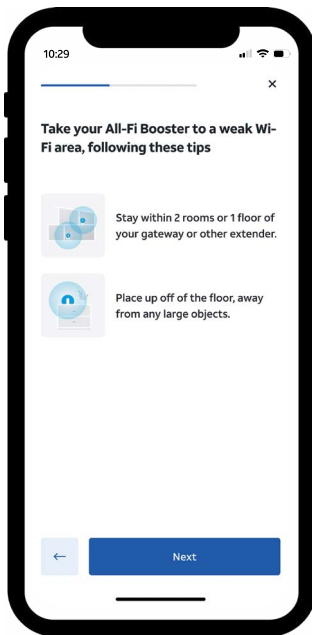 10:29
Take your All-Fi Booster to a weak Wi-
Fi area, following these tips
Stay within 2 rooms or 1 floor of
your gateway or other extender.
Place up off of the floor, away
from any large objects.
Next